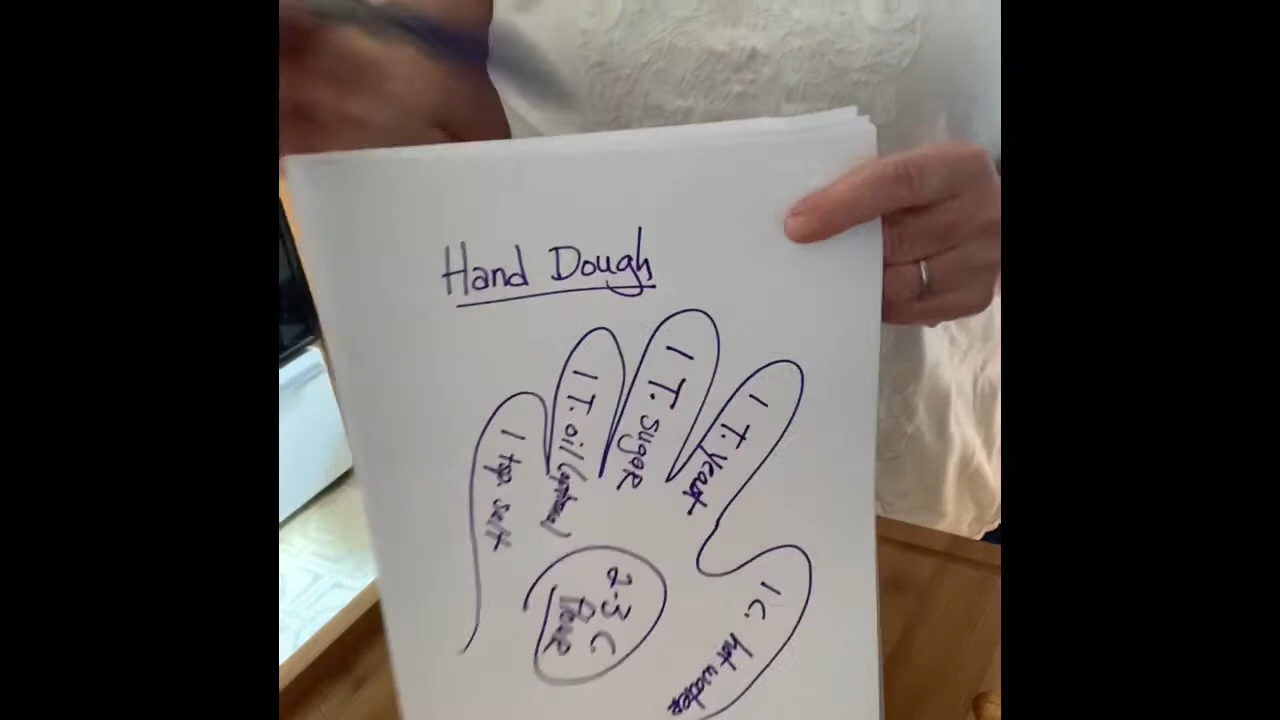 Hand Dough
1 tsp salt
1 T. oil (optional)
1 T. sugar
1 T. yeast
1 C. hot water
2-3 C
flour